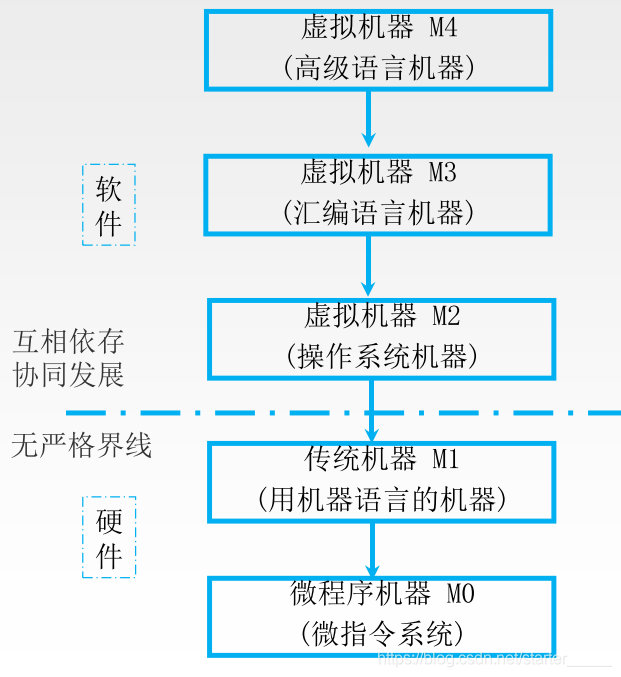 虚拟机器 M4
(高级语言机器)
虚拟机器 M3
(汇编语言机器)
软
件
虚拟机器 M2
(操作系统机器)
互相依存
协同发展
无严格界线
传统机器 M1
(用机器语言的机器)
硬
件
微程序机器 M0
(微指令系统)
https://blog.csdn.net/starter______